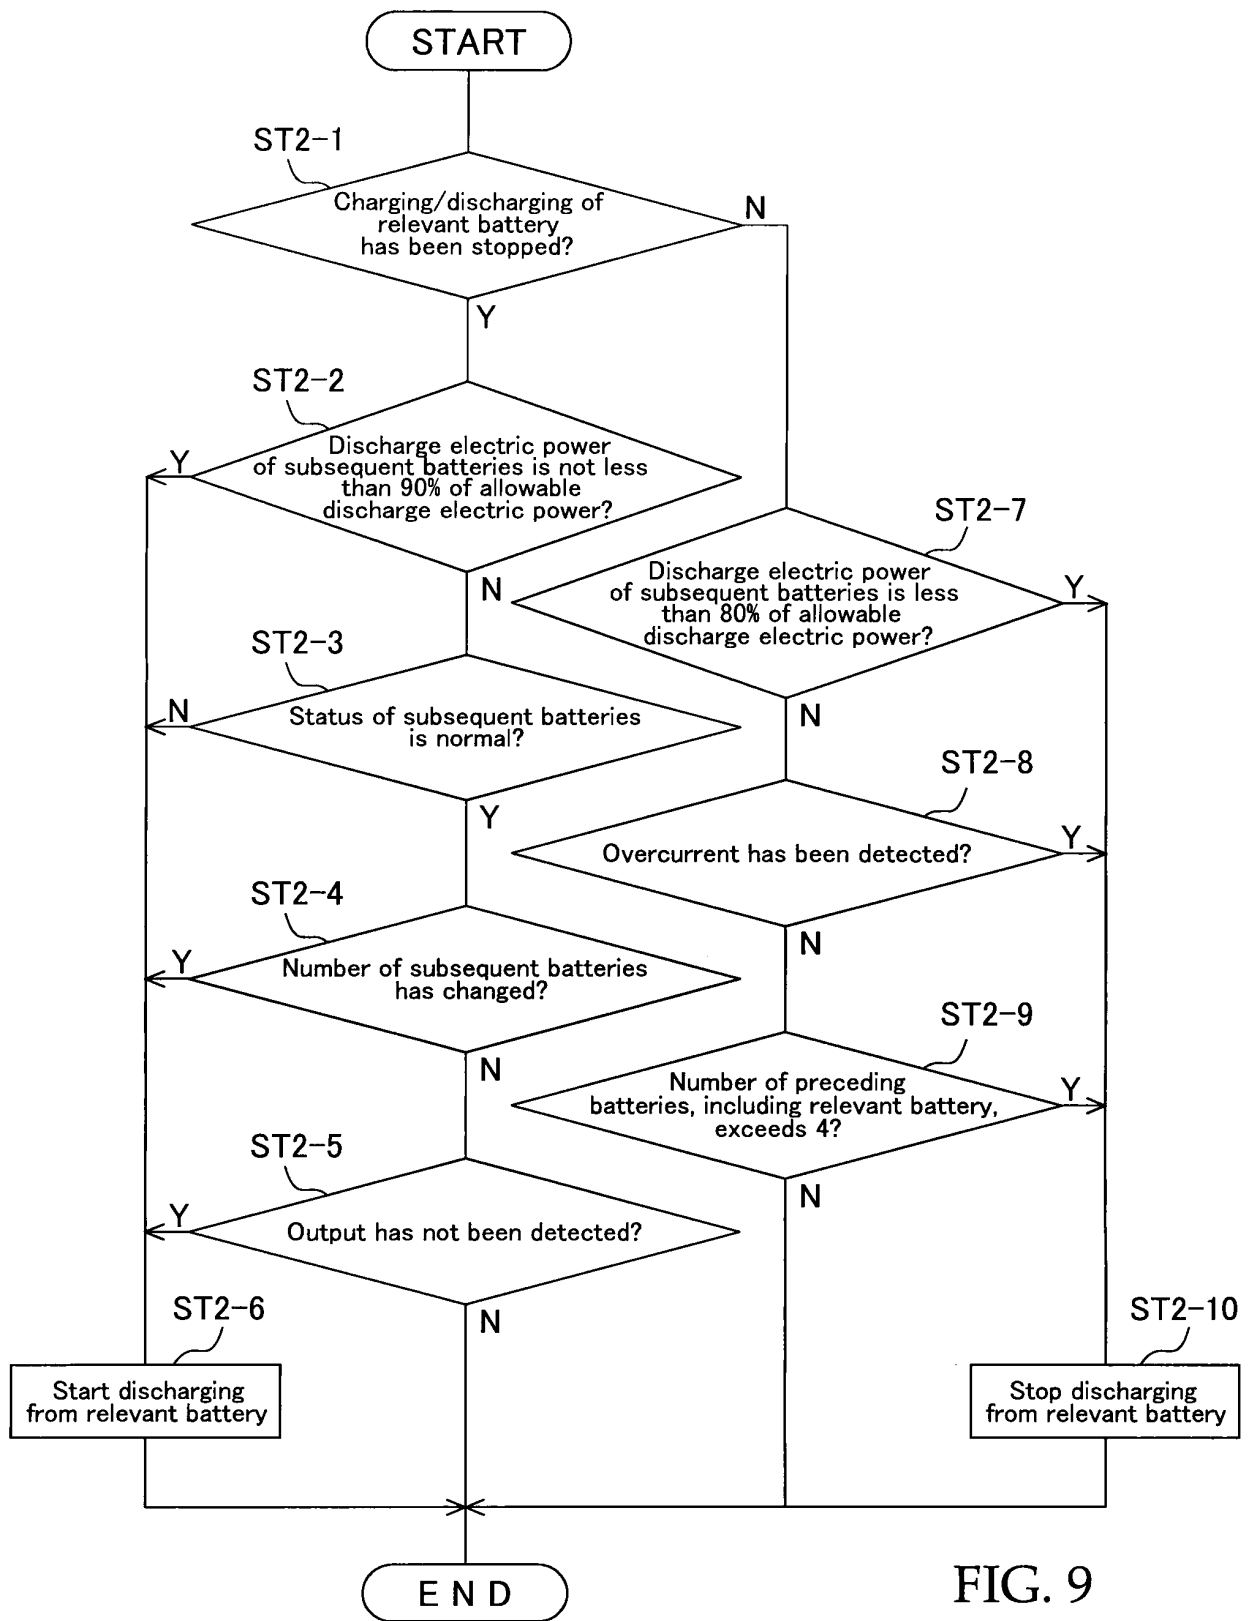 START
ST2-1
Charging/discharging of
relevant battery
has been stopped?
N
Y
ST2-2
Discharge electric power
of subsequent batteries is not less
than 90% of allowable
discharge electric power?
Y
N
ST2-7
Discharge electric power
of subsequent batteries is less
than 80% of allowable
discharge electric power?
Y
N
ST2-3
Status of subsequent batteries
is normal?
N
Y
ST2-8
Overcurrent has been detected?
Y
N
ST2-4
Number of subsequent batteries
has changed?
Y
N
ST2-9
Number of preceding
batteries, including relevant battery,
exceeds 4?
Y
N
ST2-5
Output has not been detected?
Y
N
ST2-6
Start discharging
from relevant battery
ST2-10
Stop discharging
from relevant battery
END
FIG. 9